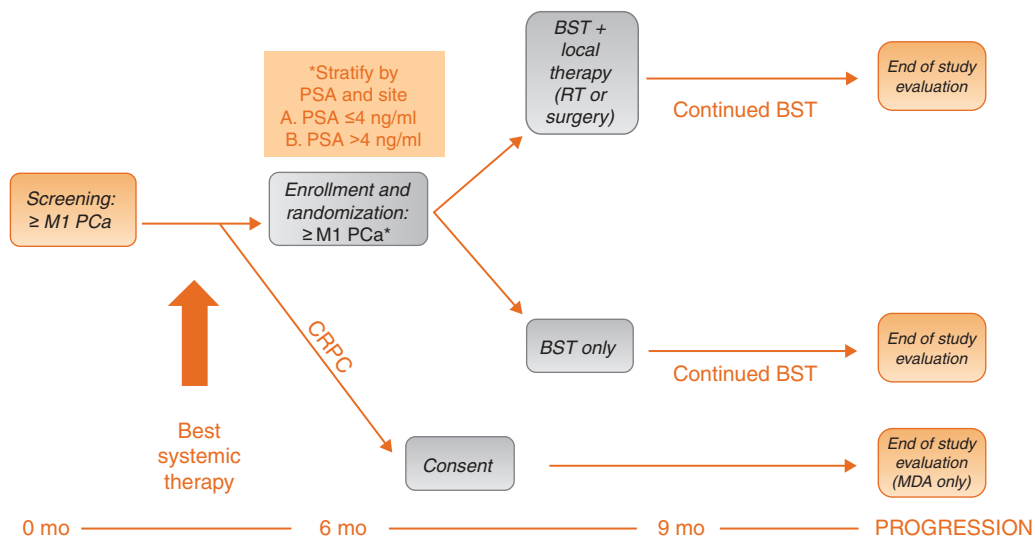 *Stratify by
PSA and site
A. PSA ≤4 ng/ml
B. PSA >4 ng/ml
BST +
local
therapy
(RT or
surgery)
Continued BST
End of study
evaluation
Screening:
≥ M1 PCa
Enrollment and
randomization:
≥ M1 PCa*
Best
systemic
therapy
CRPC
BST only
Continued BST
End of study
evaluation
Consent
End of study
evaluation
(MDA only)
0 mo
6 mo
9 mo
PROGRESSION